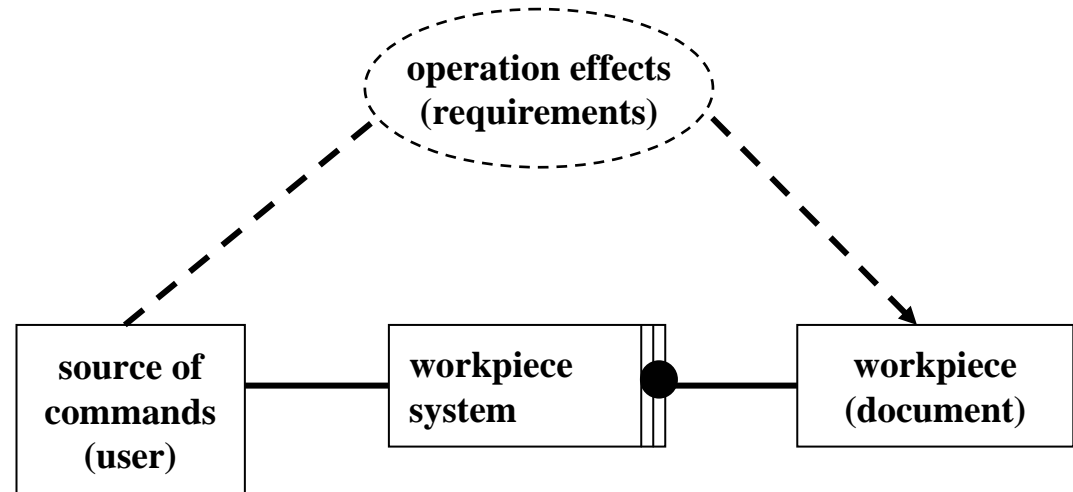 operation effects
(requirements)
source of
commands
(user)
workpiece
system
workpiece
(document)